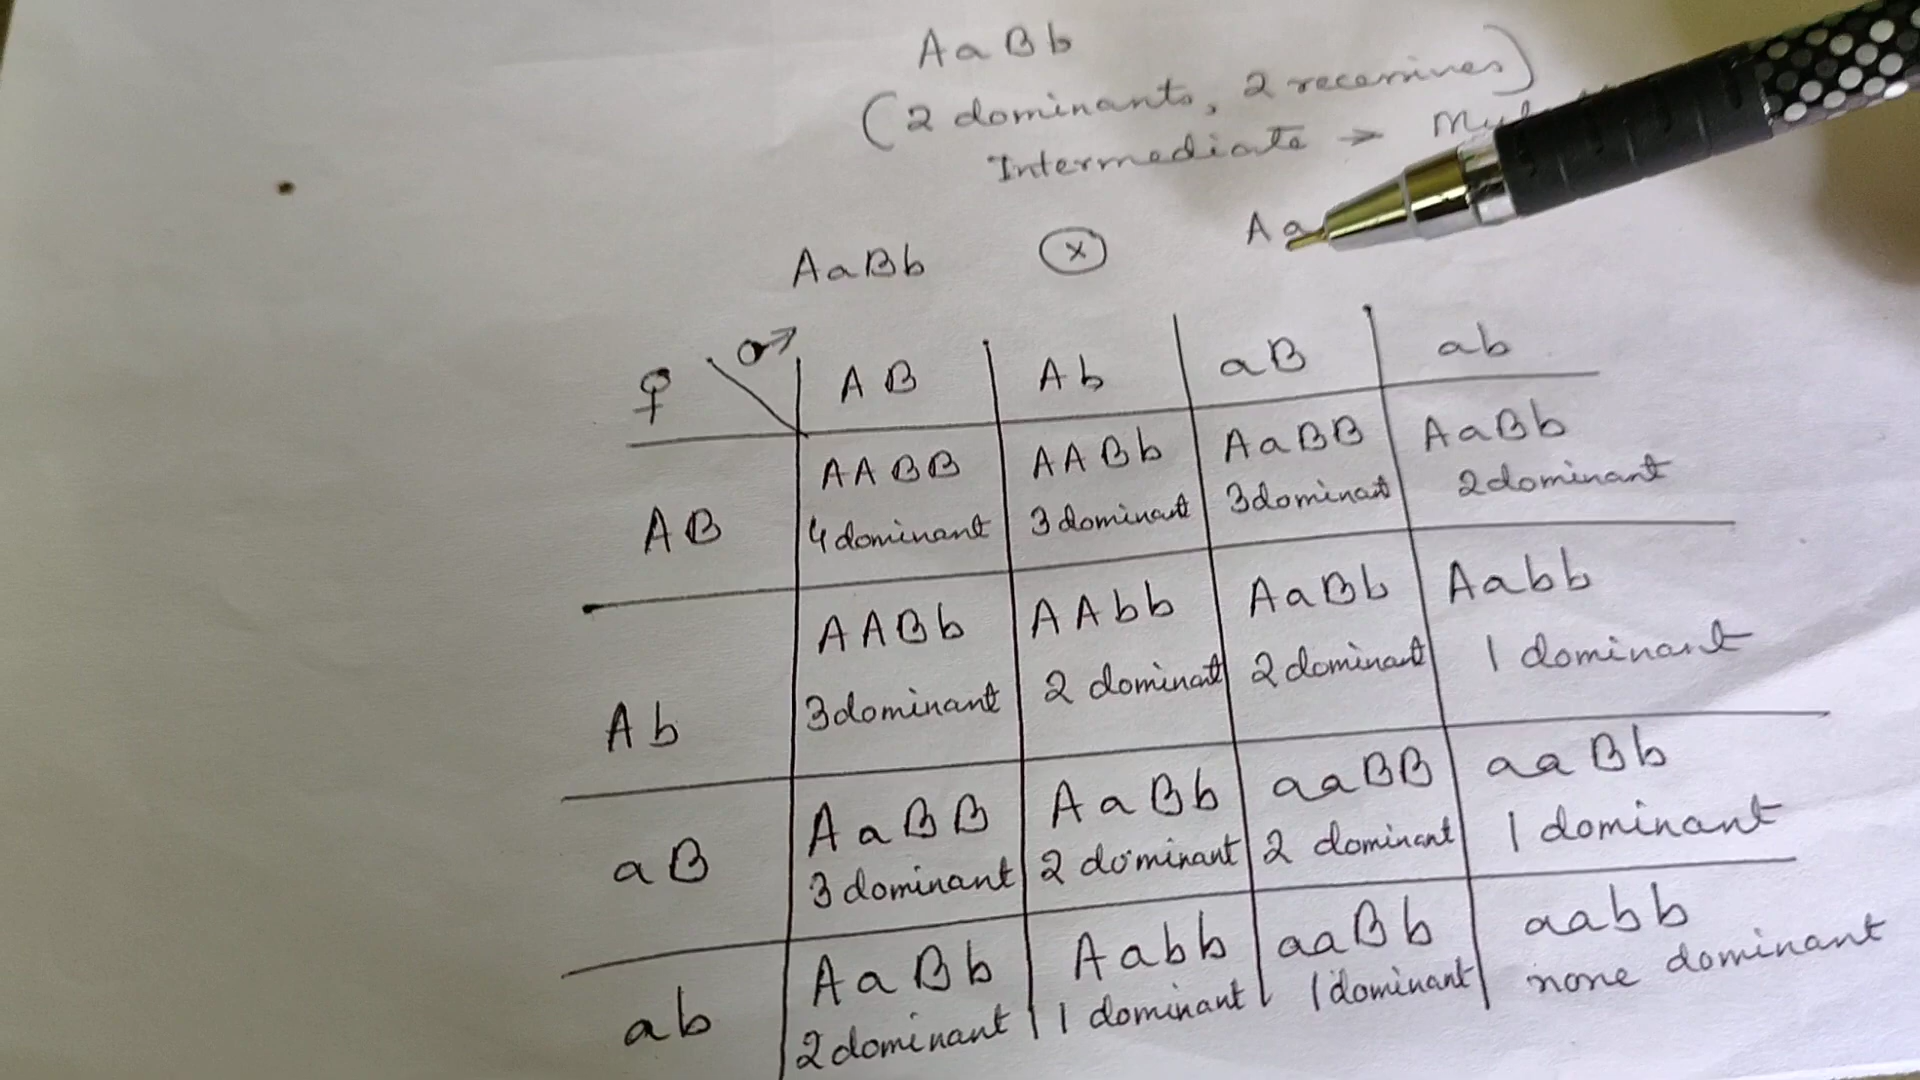 AaBb
(2 dominants, 2 recessives)
Intermediate →
AaBb × Aa
♀ ♂ AB Ab aB ab
AB AABB AABb AaBB AaBb
4 dominant 3 dominant 3 dominant 2 dominant
Ab AABb AAbb AaBb Aabb
3 dominant 2 dominant 2 dominant 1 dominant
aB AaBB AaBb aaBB aaBb
3 dominant 2 dominant 2 dominant 1 dominant
ab AaBb Aabb aaBb aabb
2 dominant 1 dominant 1 dominant none dominant